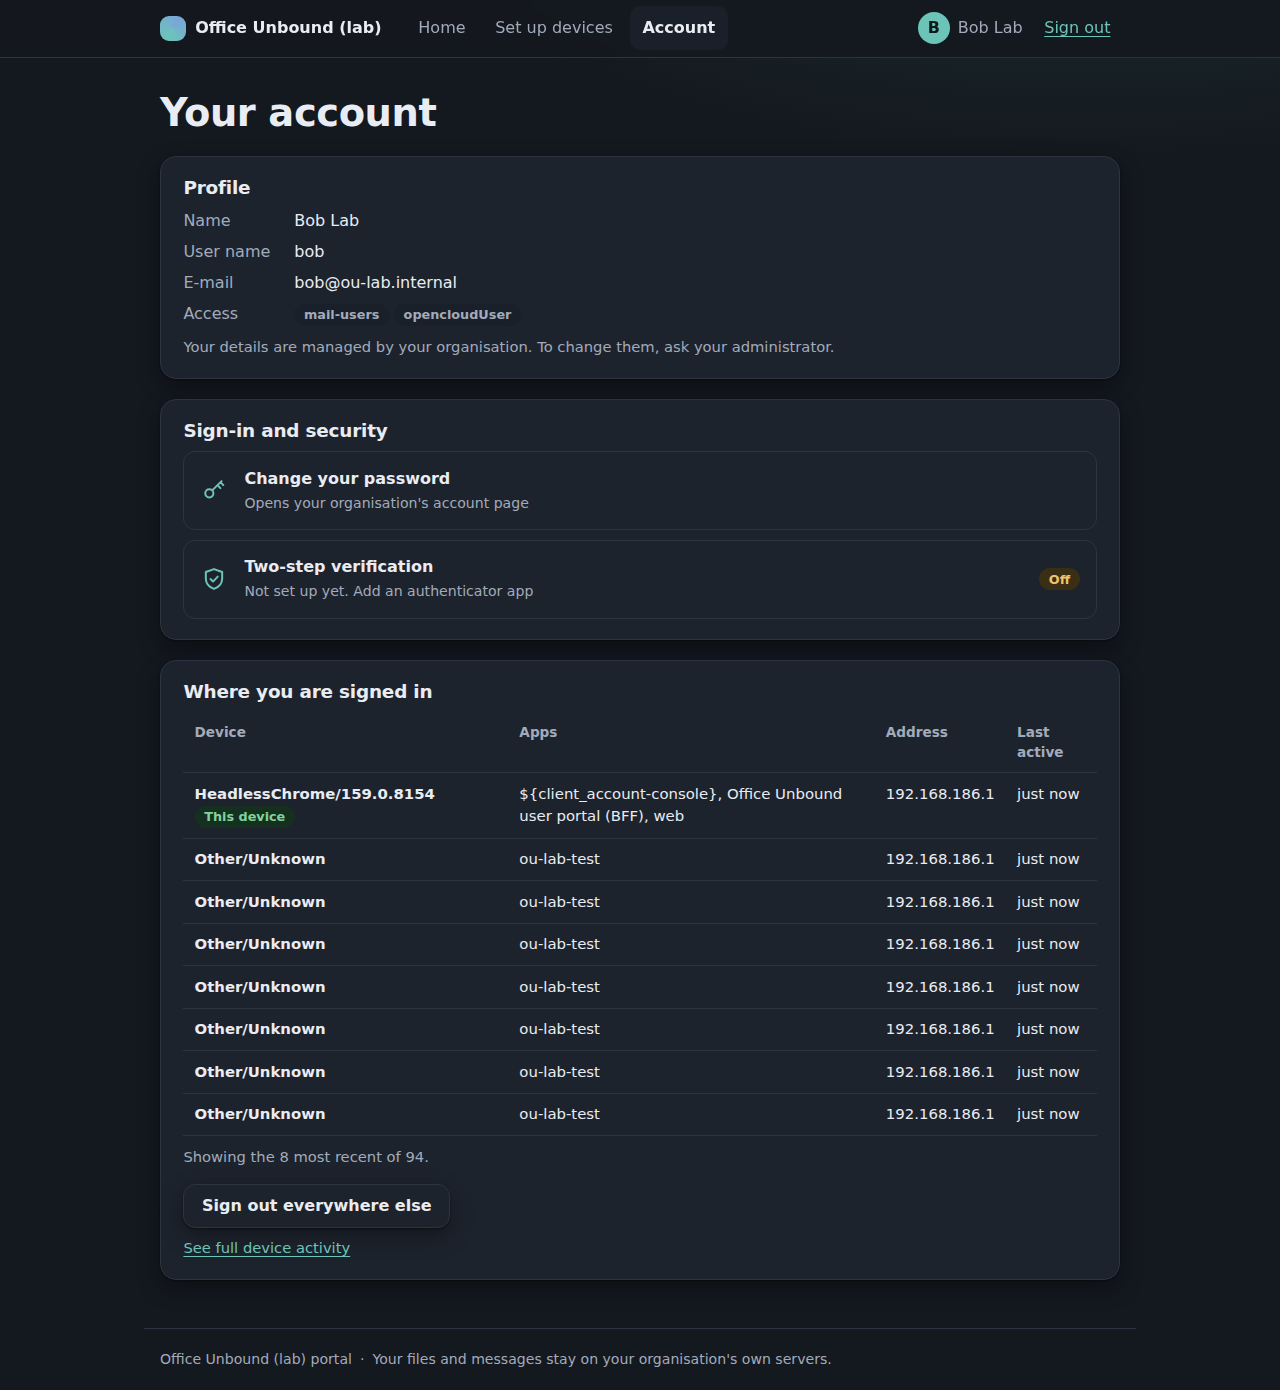 Office Unbound (lab) Home Set up devices Account B Bob Lab Sign out
Your account
Profile
Name Bob Lab
User name bob
E-mail bob@ou-lab.internal
Access mail-users opencloudUser
Your details are managed by your organisation. To change them, ask your administrator.
Sign-in and security
Change your password
Opens your organisation's account page
Two-step verification
Not set up yet. Add an authenticator app
Off
Where you are signed in
Device Apps Address Last
active
HeadlessChrome/159.0.8154 ${client_account-console}, Office Unbound 192.168.186.1 just now
This device user portal (BFF), web
Other/Unknown ou-lab-test 192.168.186.1 just now
Other/Unknown ou-lab-test 192.168.186.1 just now
Other/Unknown ou-lab-test 192.168.186.1 just now
Other/Unknown ou-lab-test 192.168.186.1 just now
Other/Unknown ou-lab-test 192.168.186.1 just now
Other/Unknown ou-lab-test 192.168.186.1 just now
Other/Unknown ou-lab-test 192.168.186.1 just now
Showing the 8 most recent of 94.
Sign out everywhere else
See full device activity
Office Unbound (lab) portal · Your files and messages stay on your organisation's own servers.